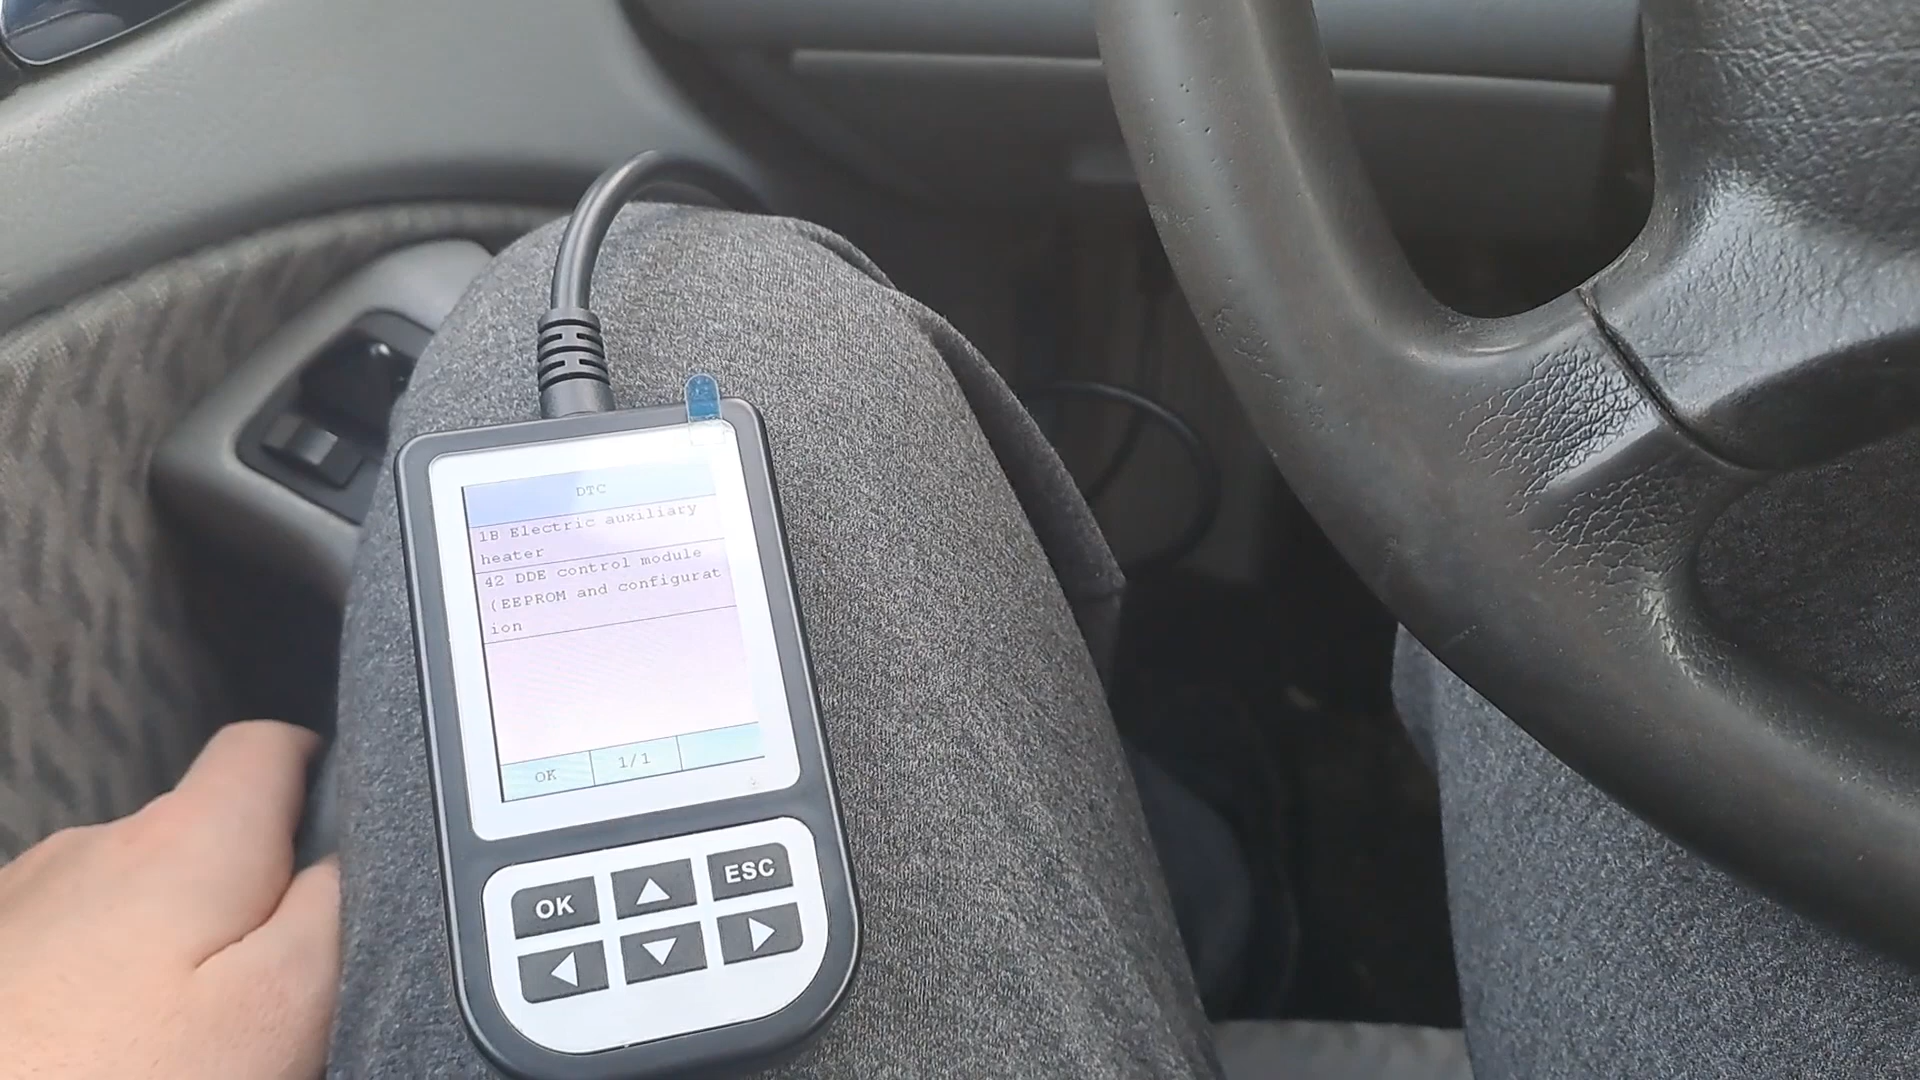 DTC
1B Electric auxiliary
heater
42 DDE control module
(EEPROM and configurat
ion
OK 1/1
OK ESC